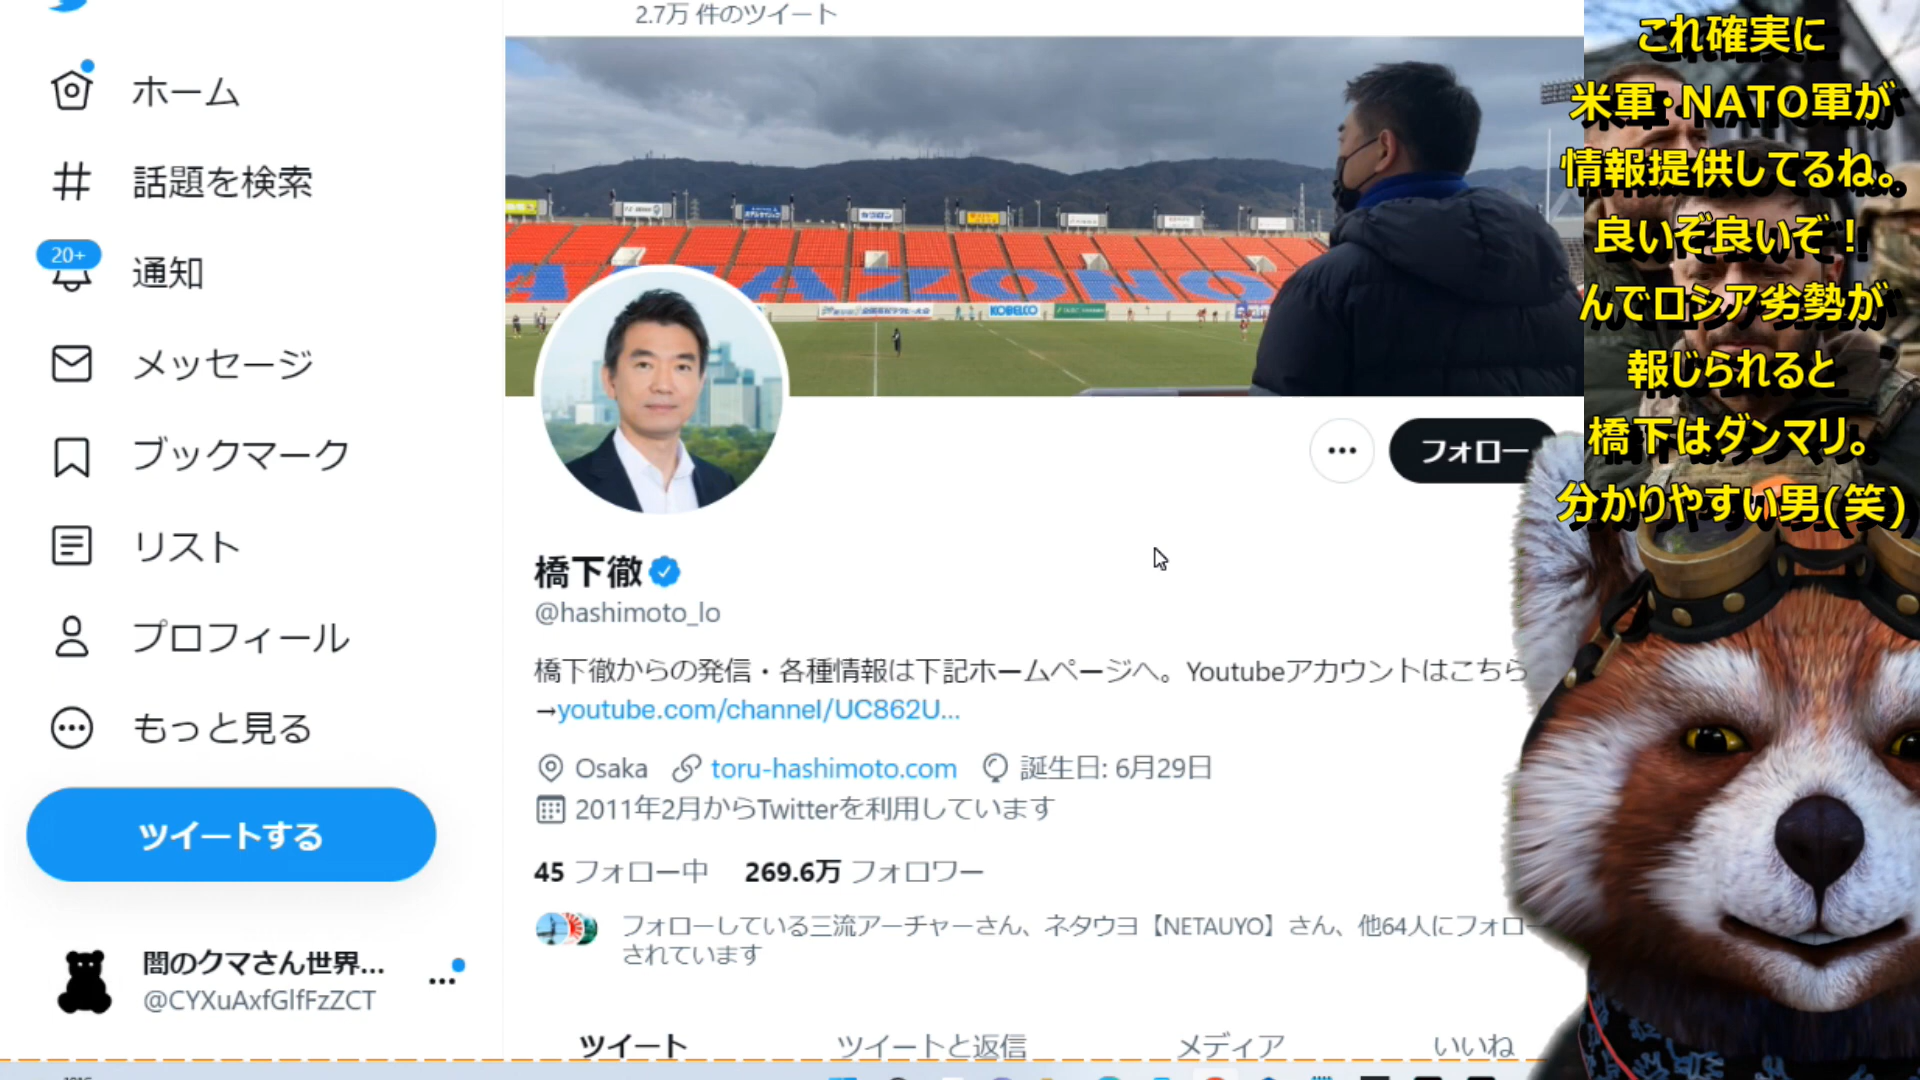 2.7万 件のツイート
ホーム
話題を検索
20+
通知
メッセージ
ブックマーク
リスト
プロフィール
もっと見る
ツイートする
闇のクマさん世界...
@CYXuAxfGlfFzZCT
KOBELCO
フォロー
橋下徹
@hashimoto_lo
橋下徹からの発信・各種情報は下記ホームページへ。Youtubeアカウントはこちら
→youtube.com/channel/UC862U...
Osaka toru-hashimoto.com 誕生日: 6月29日
2011年2月からTwitterを利用しています
45 フォロー中 269.6万 フォロワー
フォローしている三流アーチャーさん、ネタウヨ【NETAUYO】さん、他64人にフォロー
されています
ツイート ツイートと返信 メディア いいね
これ確実に
米軍・NATO軍が
情報提供してるね。
良いぞ良いぞ！
んでロシア劣勢が
報じられると
橋下はダンマリ。
分かりやすい男(笑)